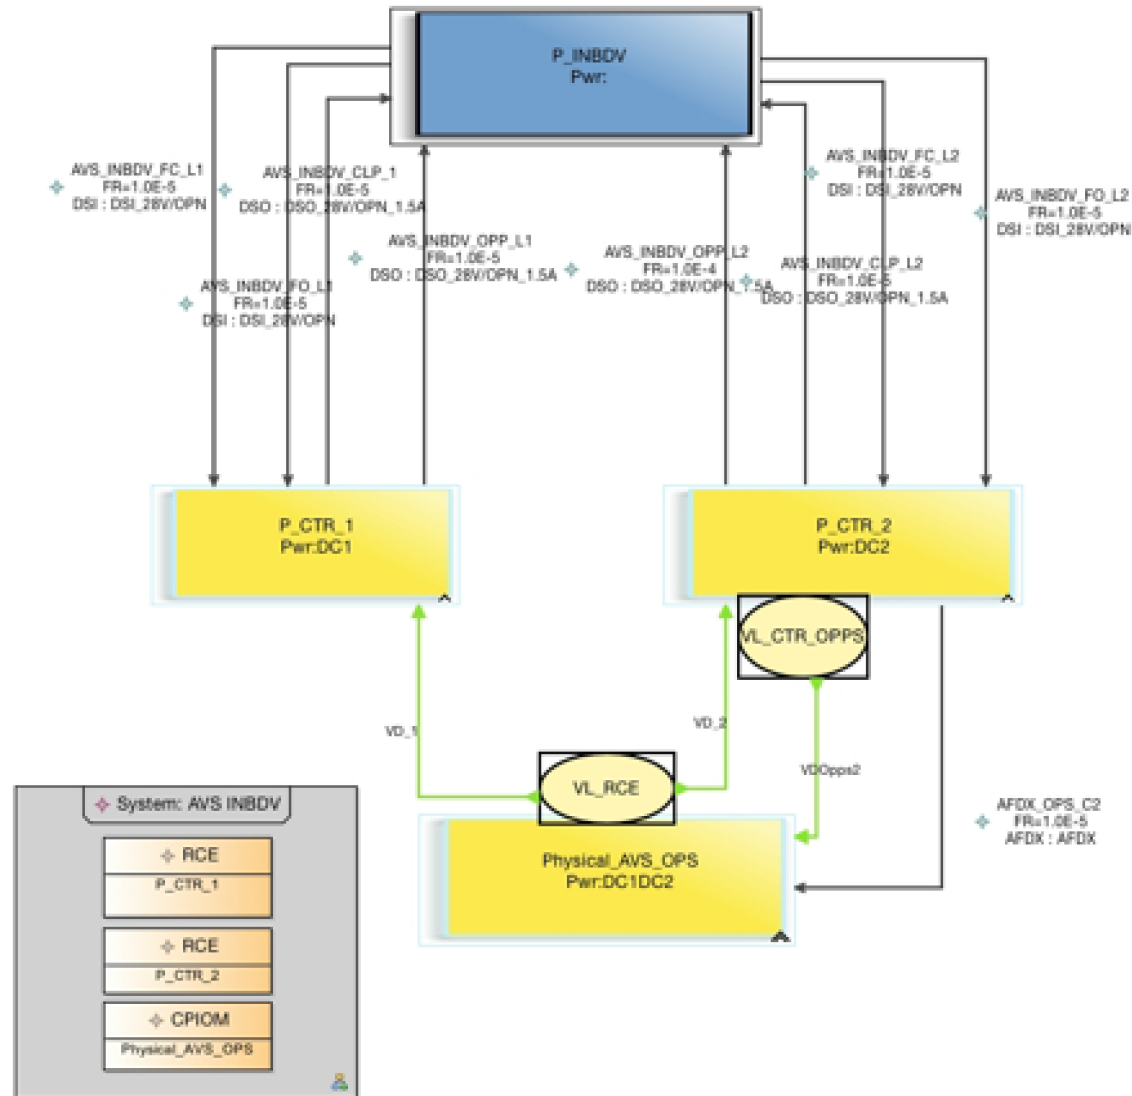 P_INBDV
Pwr:
AVS_INBDV_FC_L1
FR=1.0E-5
DSI : DSI_28V/OPN
AVS_INBDV_CLP_1
FR=1.0E-5
DSO : DSO_28V/OPN_1.5A
AVS_INBDV_FO_L1
FR=1.0E-5
DSI : DSI_28V/OPN
AVS_INBDV_OPP_L1
FR=1.0E-5
DSO : DSO_28V/OPN_1.5A
AVS_INBDV_OPP_L2
FR=1.0E-4
DSO : DSO_28V/OPN_1.5A
AVS_INBDV_FC_L2
FR=1.0E-5
DSI : DSI_28V/OPN
AVS_INBDV_CLP_L2
FR=1.0E-5
DSO : DSO_28V/OPN_1.5A
AVS_INBDV_FO_L2
FR=1.0E-5
DSI : DSI_28V/OPN
P_CTR_1
Pwr:DC1
P_CTR_2
Pwr:DC2
VL_CTR_OPPS
VD_1
VD_2
VL_RCE
VDOpps2
AFDX_OPS_C2
FR=1.0E-5
AFDX : AFDX
Physical_AVS_OPS
Pwr:DC1DC2
System: AVS INBDV
RCE
P_CTR_1
RCE
P_CTR_2
CPIOM
Physical_AVS_OPS